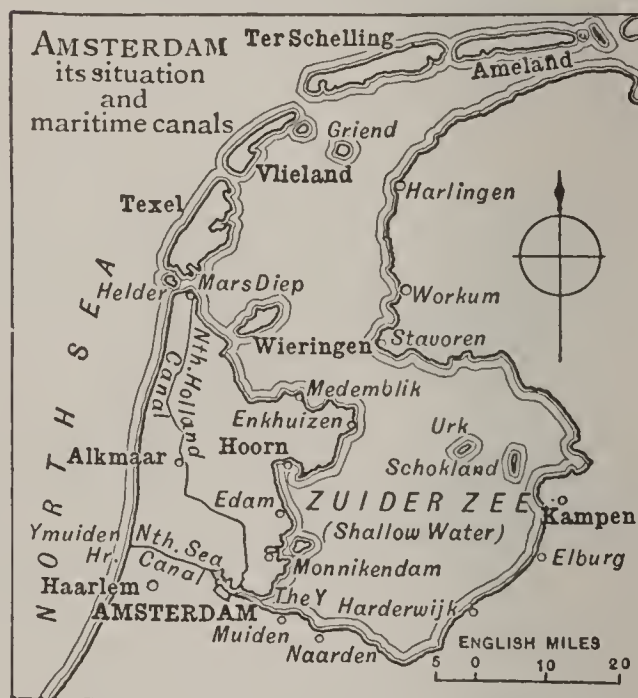 AMSTERDAM
its situation
and
maritime canals
Ter Schelling
Ameland
Griend
Vlieland
Texel
Harlingen
Helder
Mars Diep
Workum
Wieringen
Stavoren
NORTH SEA
Nth. Holland
Canal
Medemblik
Enkhuizen
Urk
Hoorn
Schokland
Alkmaar
Edam
ZUIDER ZEE
(Shallow Water)
Kampen
Ymuiden
Hr.
Nth. Sea
Canal
Monnikendam
Elburg
Haarlem
The Y
AMSTERDAM
Harderwijk
Muiden
Naarden
ENGLISH MILES
5 0 10 20